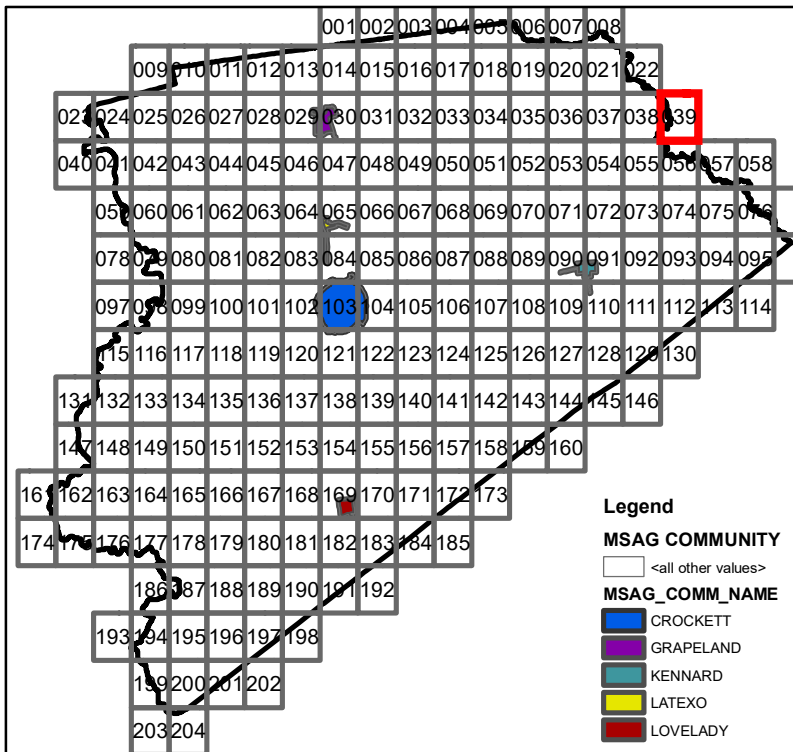 001 002 003 004 005 006 007 008
009 010 011 012 013 014 015 016 017 018 019 020 021 022
023 024 025 026 027 028 029 030 031 032 033 034 035 036 037 038 039
040 041 042 043 044 045 046 047 048 049 050 051 052 053 054 055 056 057 058
059 060 061 062 063 064 065 066 067 068 069 070 071 072 073 074 075 076
078 079 080 081 082 083 084 085 086 087 088 089 090 091 092 093 094 095
097 098 099 100 101 102 103 104 105 106 107 108 109 110 111 112 113 114
115 116 117 118 119 120 121 122 123 124 125 126 127 128 129 130
131 132 133 134 135 136 137 138 139 140 141 142 143 144 145 146
147 148 149 150 151 152 153 154 155 156 157 158 159 160
161 162 163 164 165 166 167 168 169 170 171 172 173
174 175 176 177 178 179 180 181 182 183 184 185
186 187 188 189 190 191 192
193 194 195 196 197 198
199 200 201 202
203 204
Legend
MSAG COMMUNITY
<all other values>
MSAG_COMM_NAME
CROCKETT
GRAPELAND
KENNARD
LATEXO
LOVELADY